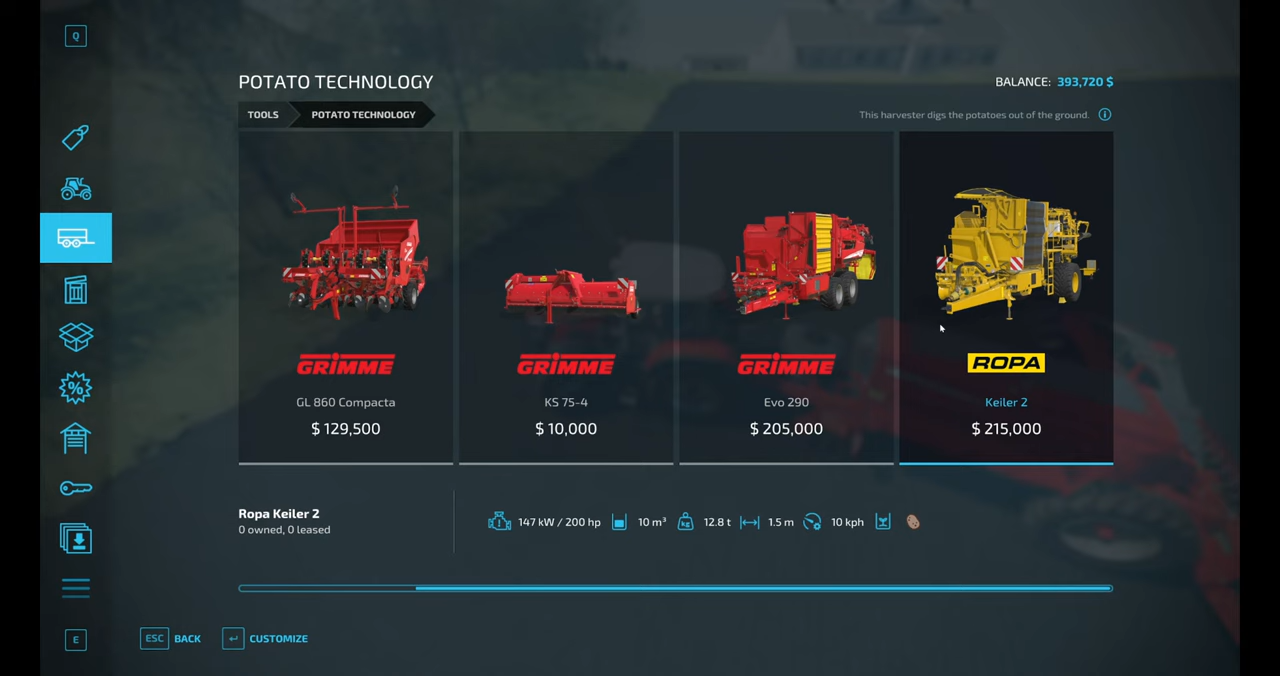 Q
POTATO TECHNOLOGY
BALANCE: 393,720 $
TOOLS
POTATO TECHNOLOGY
This harvester digs the potatoes out of the ground.
GRIMME
GL 860 Compacta
$ 129,500
GRIMME
KS 75-4
$ 10,000
GRIMME
Evo 290
$ 205,000
ROPA
Keiler 2
$ 215,000
Ropa Keiler 2
0 owned, 0 leased
147 kW / 200 hp
10 m³
kg
12.8 t
1.5 m
10 kph
E
ESC BACK
CUSTOMIZE